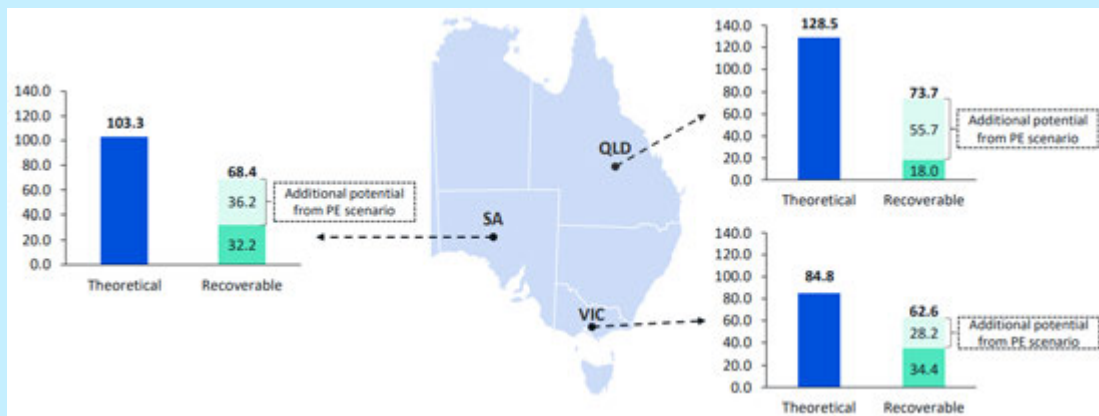 140.0
120.0
100.0
80.0
60.0
40.0
20.0
0.0
103.3
68.4
36.2
32.2
Additional potential
from PE scenario
Theoretical
Recoverable
QLD
SA
VIC
140.0
120.0
100.0
80.0
60.0
40.0
20.0
0.0
128.5
73.7
55.7
18.0
Additional potential
from PE scenario
Theoretical
Recoverable
140.0
120.0
100.0
80.0
60.0
40.0
20.0
0.0
84.8
62.6
28.2
34.4
Additional potential
from PE scenario
Theoretical
Recoverable